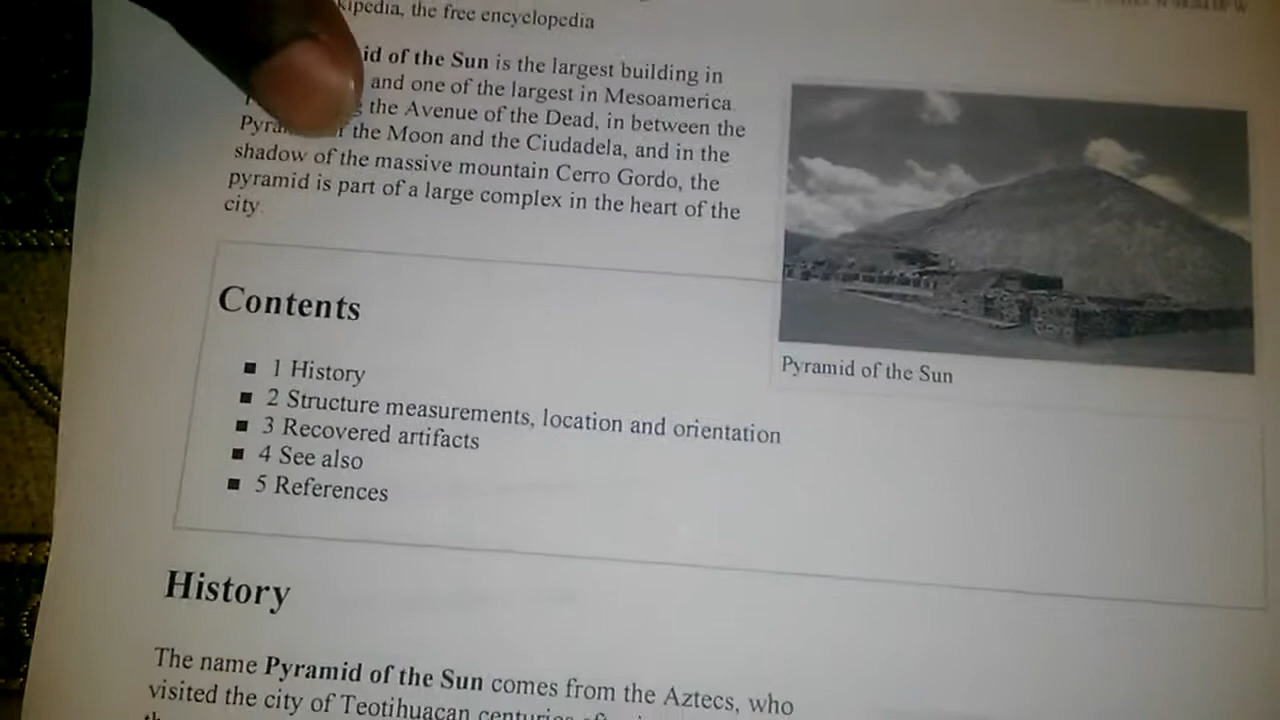 the free encyclopedia
of the Sun is the largest building in
and one of the largest in Mesoamerica.
the Avenue of the Dead, in between the
the Moon and the Ciudadela, and in the
shadow of the massive mountain Cerro Gordo, the
pyramid is part of a large complex in the heart of the
city.
Pyramid of the Sun
Contents
■ 1 History
■ 2 Structure measurements, location and orientation
■ 3 Recovered artifacts
■ 4 See also
■ 5 References
History
The name Pyramid of the Sun comes from the Aztecs, who
visited the city of Teotihuacan centuries